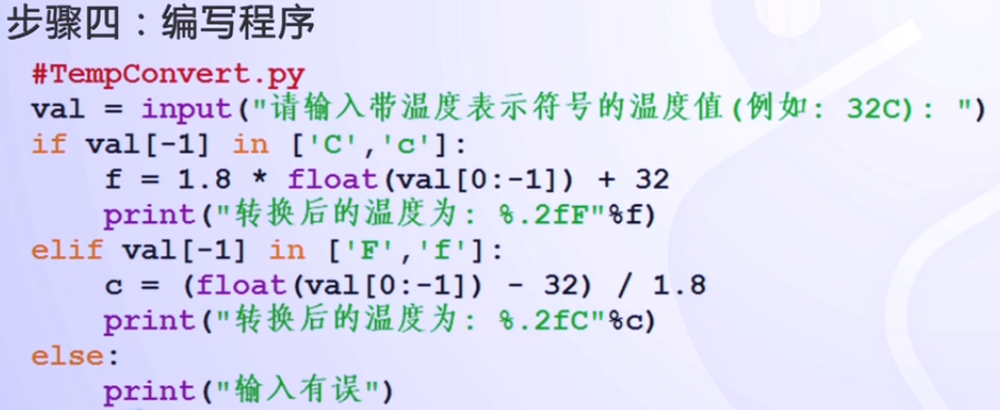 步骤四：编写程序
#TempConvert.py
val = input("请输入带温度表示符号的温度值(例如: 32C): ")
if val[-1] in ['C','c']:
    f = 1.8 * float(val[0:-1]) + 32
    print("转换后的温度为: %.2fF"%f)
elif val[-1] in ['F','f']:
    c = (float(val[0:-1]) - 32) / 1.8
    print("转换后的温度为: %.2fC"%c)
else:
    print("输入有误")